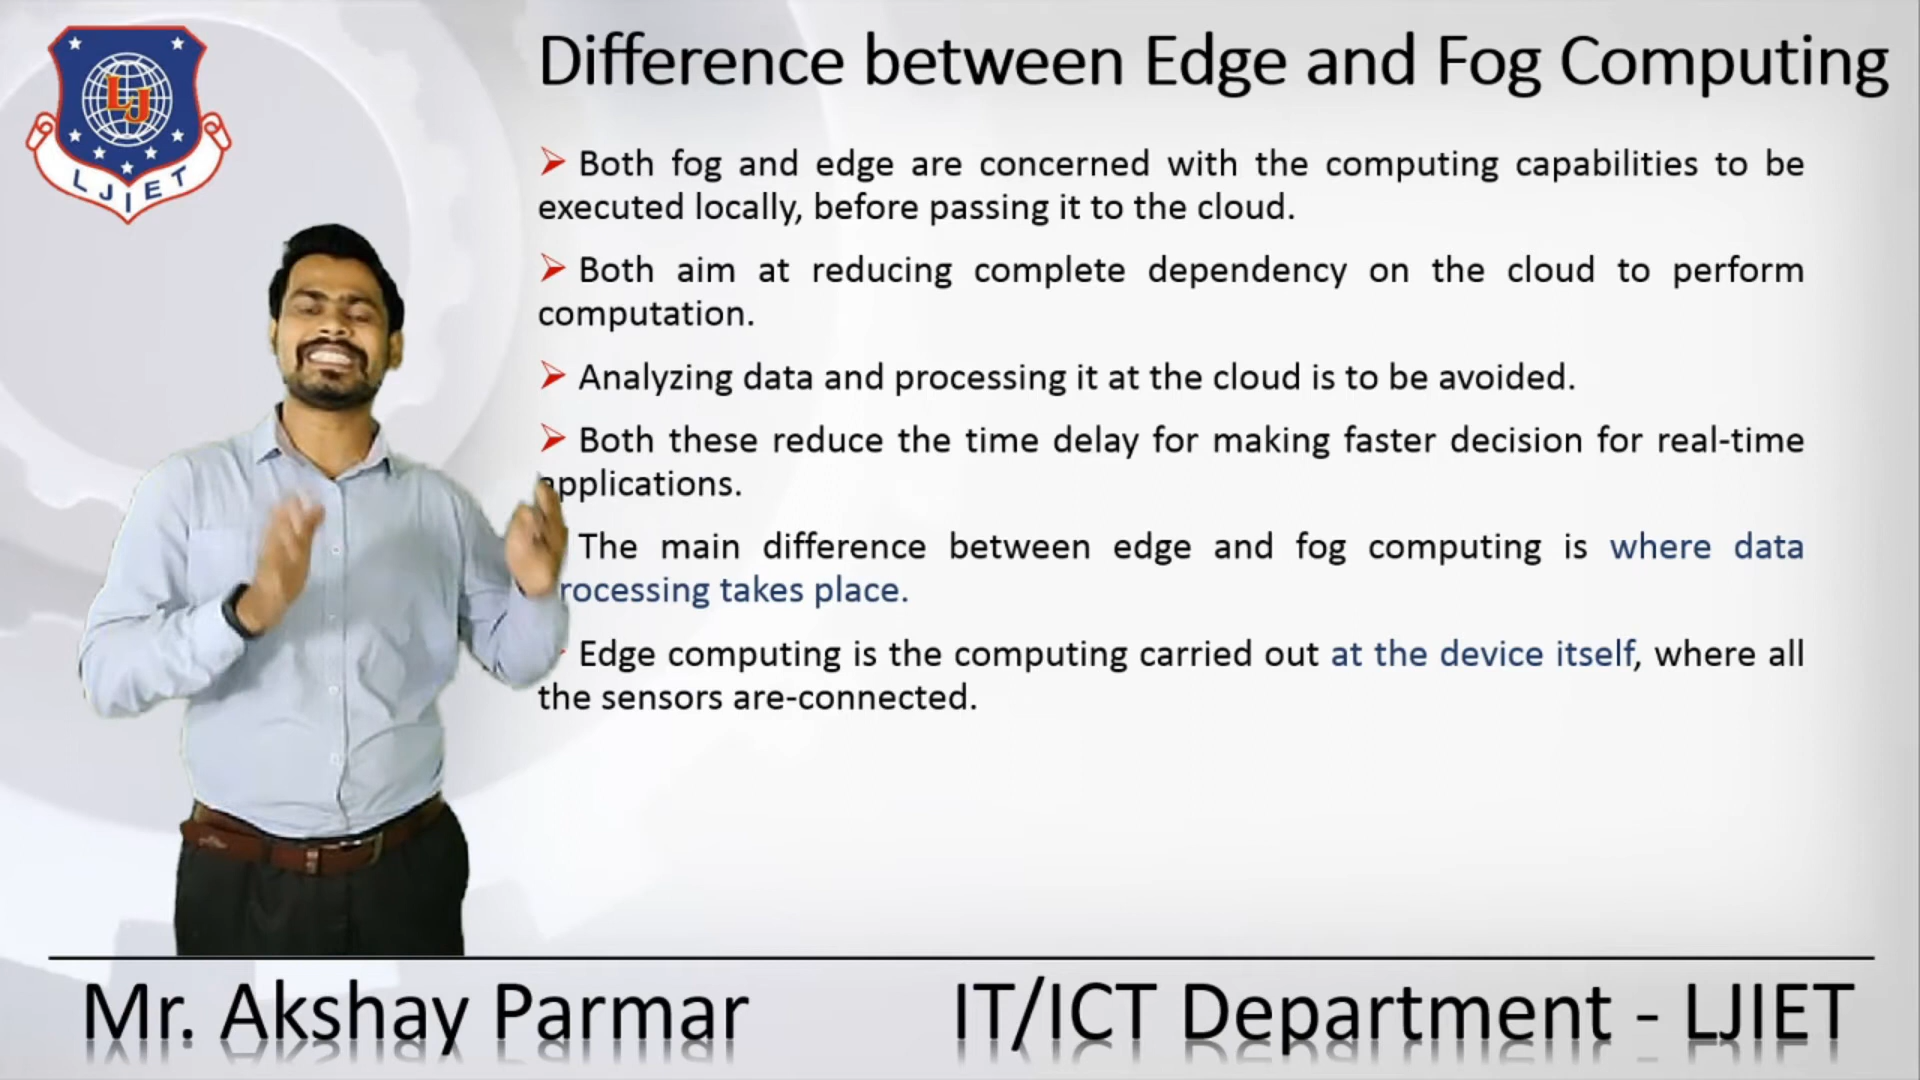 LJ
LJIET
Difference between Edge and Fog Computing
Both fog and edge are concerned with the computing capabilities to be
executed locally, before passing it to the cloud.
Both aim at reducing complete dependency on the cloud to perform
computation.
Analyzing data and processing it at the cloud is to be avoided.
Both these reduce the time delay for making faster decision for real-time
applications.
The main difference between edge and fog computing is where data
rocessing takes place.
Edge computing is the computing carried out at the device itself, where all
the sensors are-connected.
Mr. Akshay Parmar
IT/ICT Department - LJIET